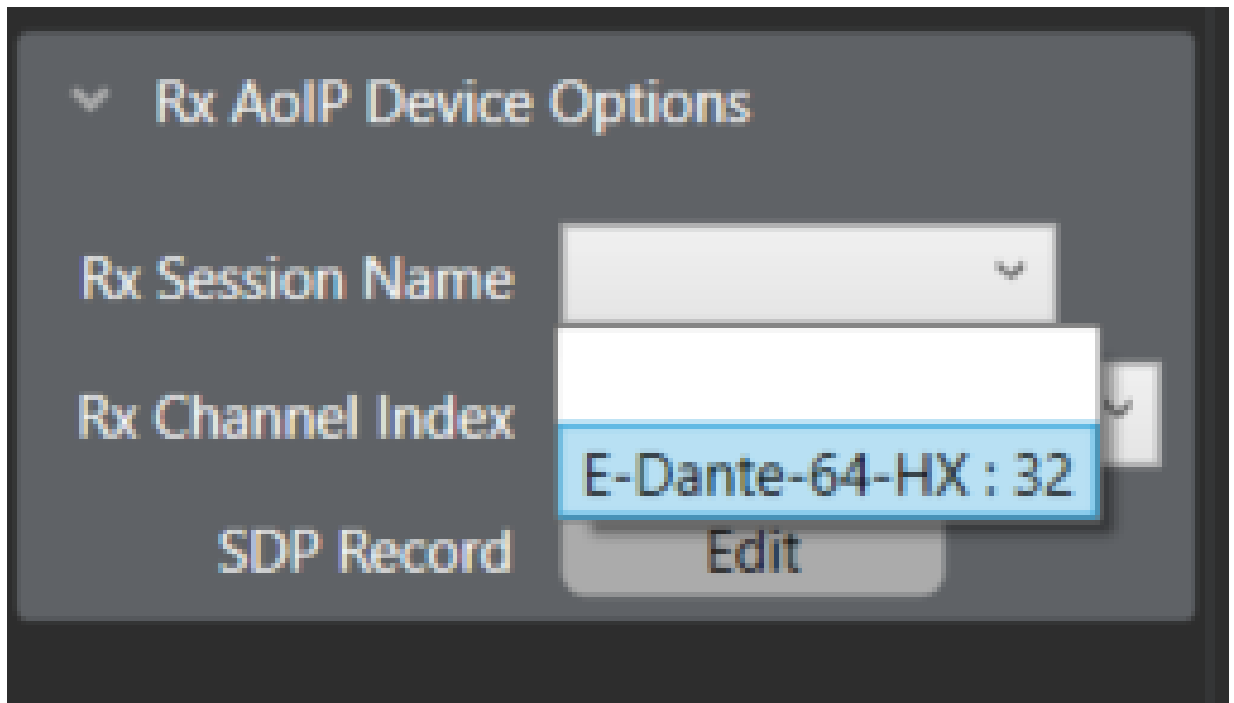 Rx AoIP Device Options
Rx Session Name
Rx Channel Index
E-Dante-64-HX : 32
SDP Record
Edit